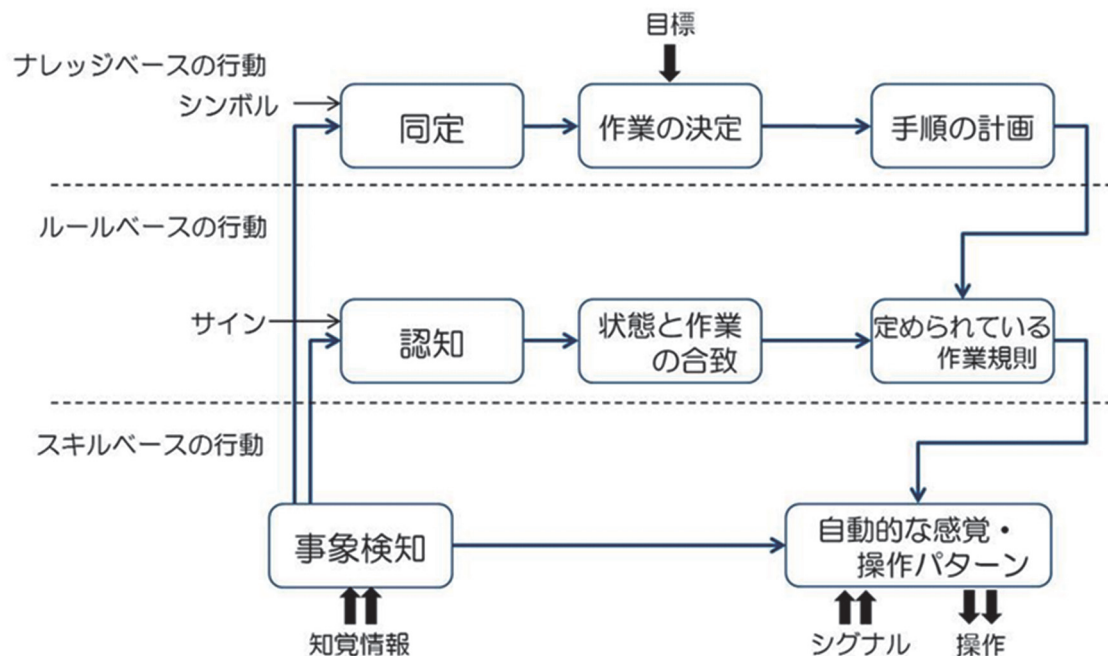 目標
ナレッジベースの行動
シンボル
同定
作業の決定
手順の計画
ルールベースの行動
サイン
認知
状態と作業
の合致
定められている
作業規則
スキルベースの行動
事象検知
自動的な感覚・
操作パターン
知覚情報
シグナル
操作